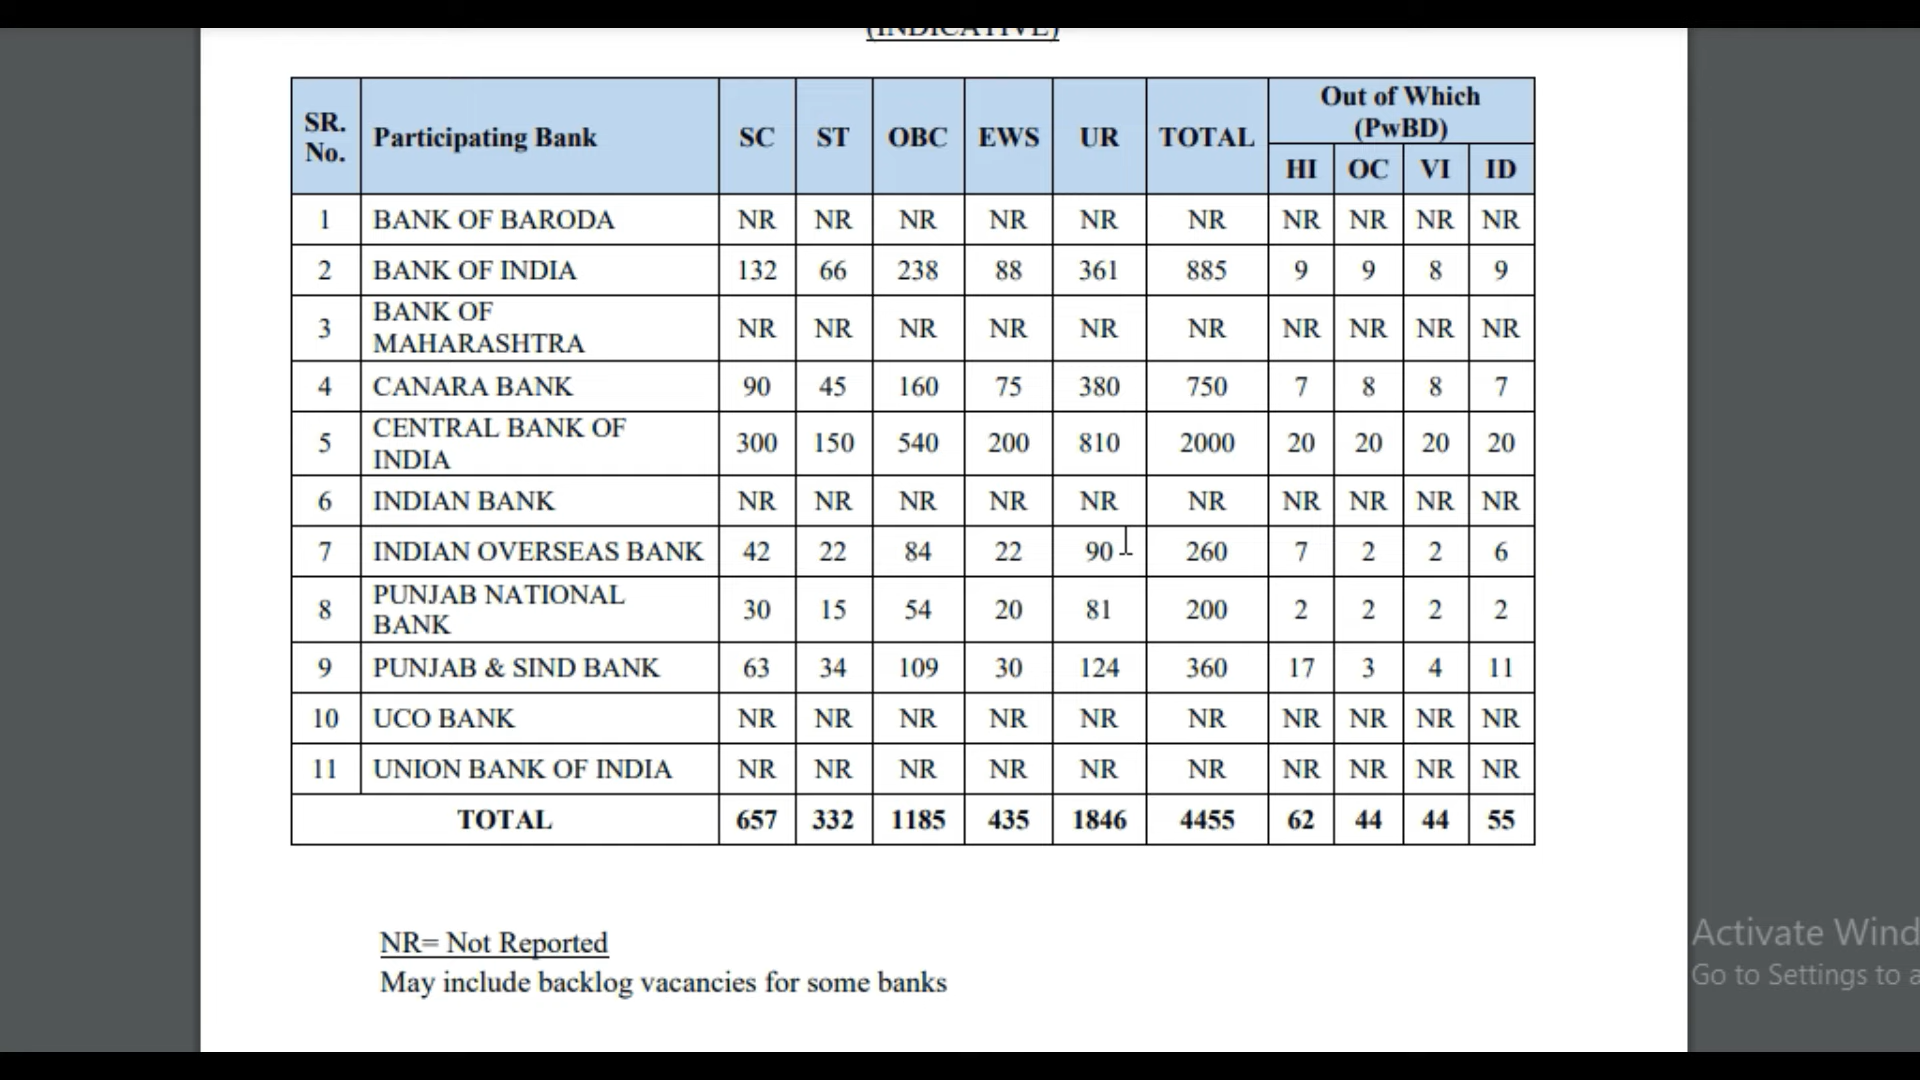 (INDICATIVE)
SR. No. Participating Bank SC ST OBC EWS UR TOTAL Out of Which (PwBD)
HI OC VI ID
1 BANK OF BARODA NR NR NR NR NR NR NR NR NR NR
2 BANK OF INDIA 132 66 238 88 361 885 9 9 8 9
3 BANK OF MAHARASHTRA NR NR NR NR NR NR NR NR NR NR
4 CANARA BANK 90 45 160 75 380 750 7 8 8 7
5 CENTRAL BANK OF INDIA 300 150 540 200 810 2000 20 20 20 20
6 INDIAN BANK NR NR NR NR NR NR NR NR NR NR
7 INDIAN OVERSEAS BANK 42 22 84 22 90 260 7 2 2 6
8 PUNJAB NATIONAL BANK 30 15 54 20 81 200 2 2 2 2
9 PUNJAB & SIND BANK 63 34 109 30 124 360 17 3 4 11
10 UCO BANK NR NR NR NR NR NR NR NR NR NR
11 UNION BANK OF INDIA NR NR NR NR NR NR NR NR NR NR
TOTAL 657 332 1185 435 1846 4455 62 44 44 55
NR= Not Reported
May include backlog vacancies for some banks
Activate Wind
Go to Settings to a